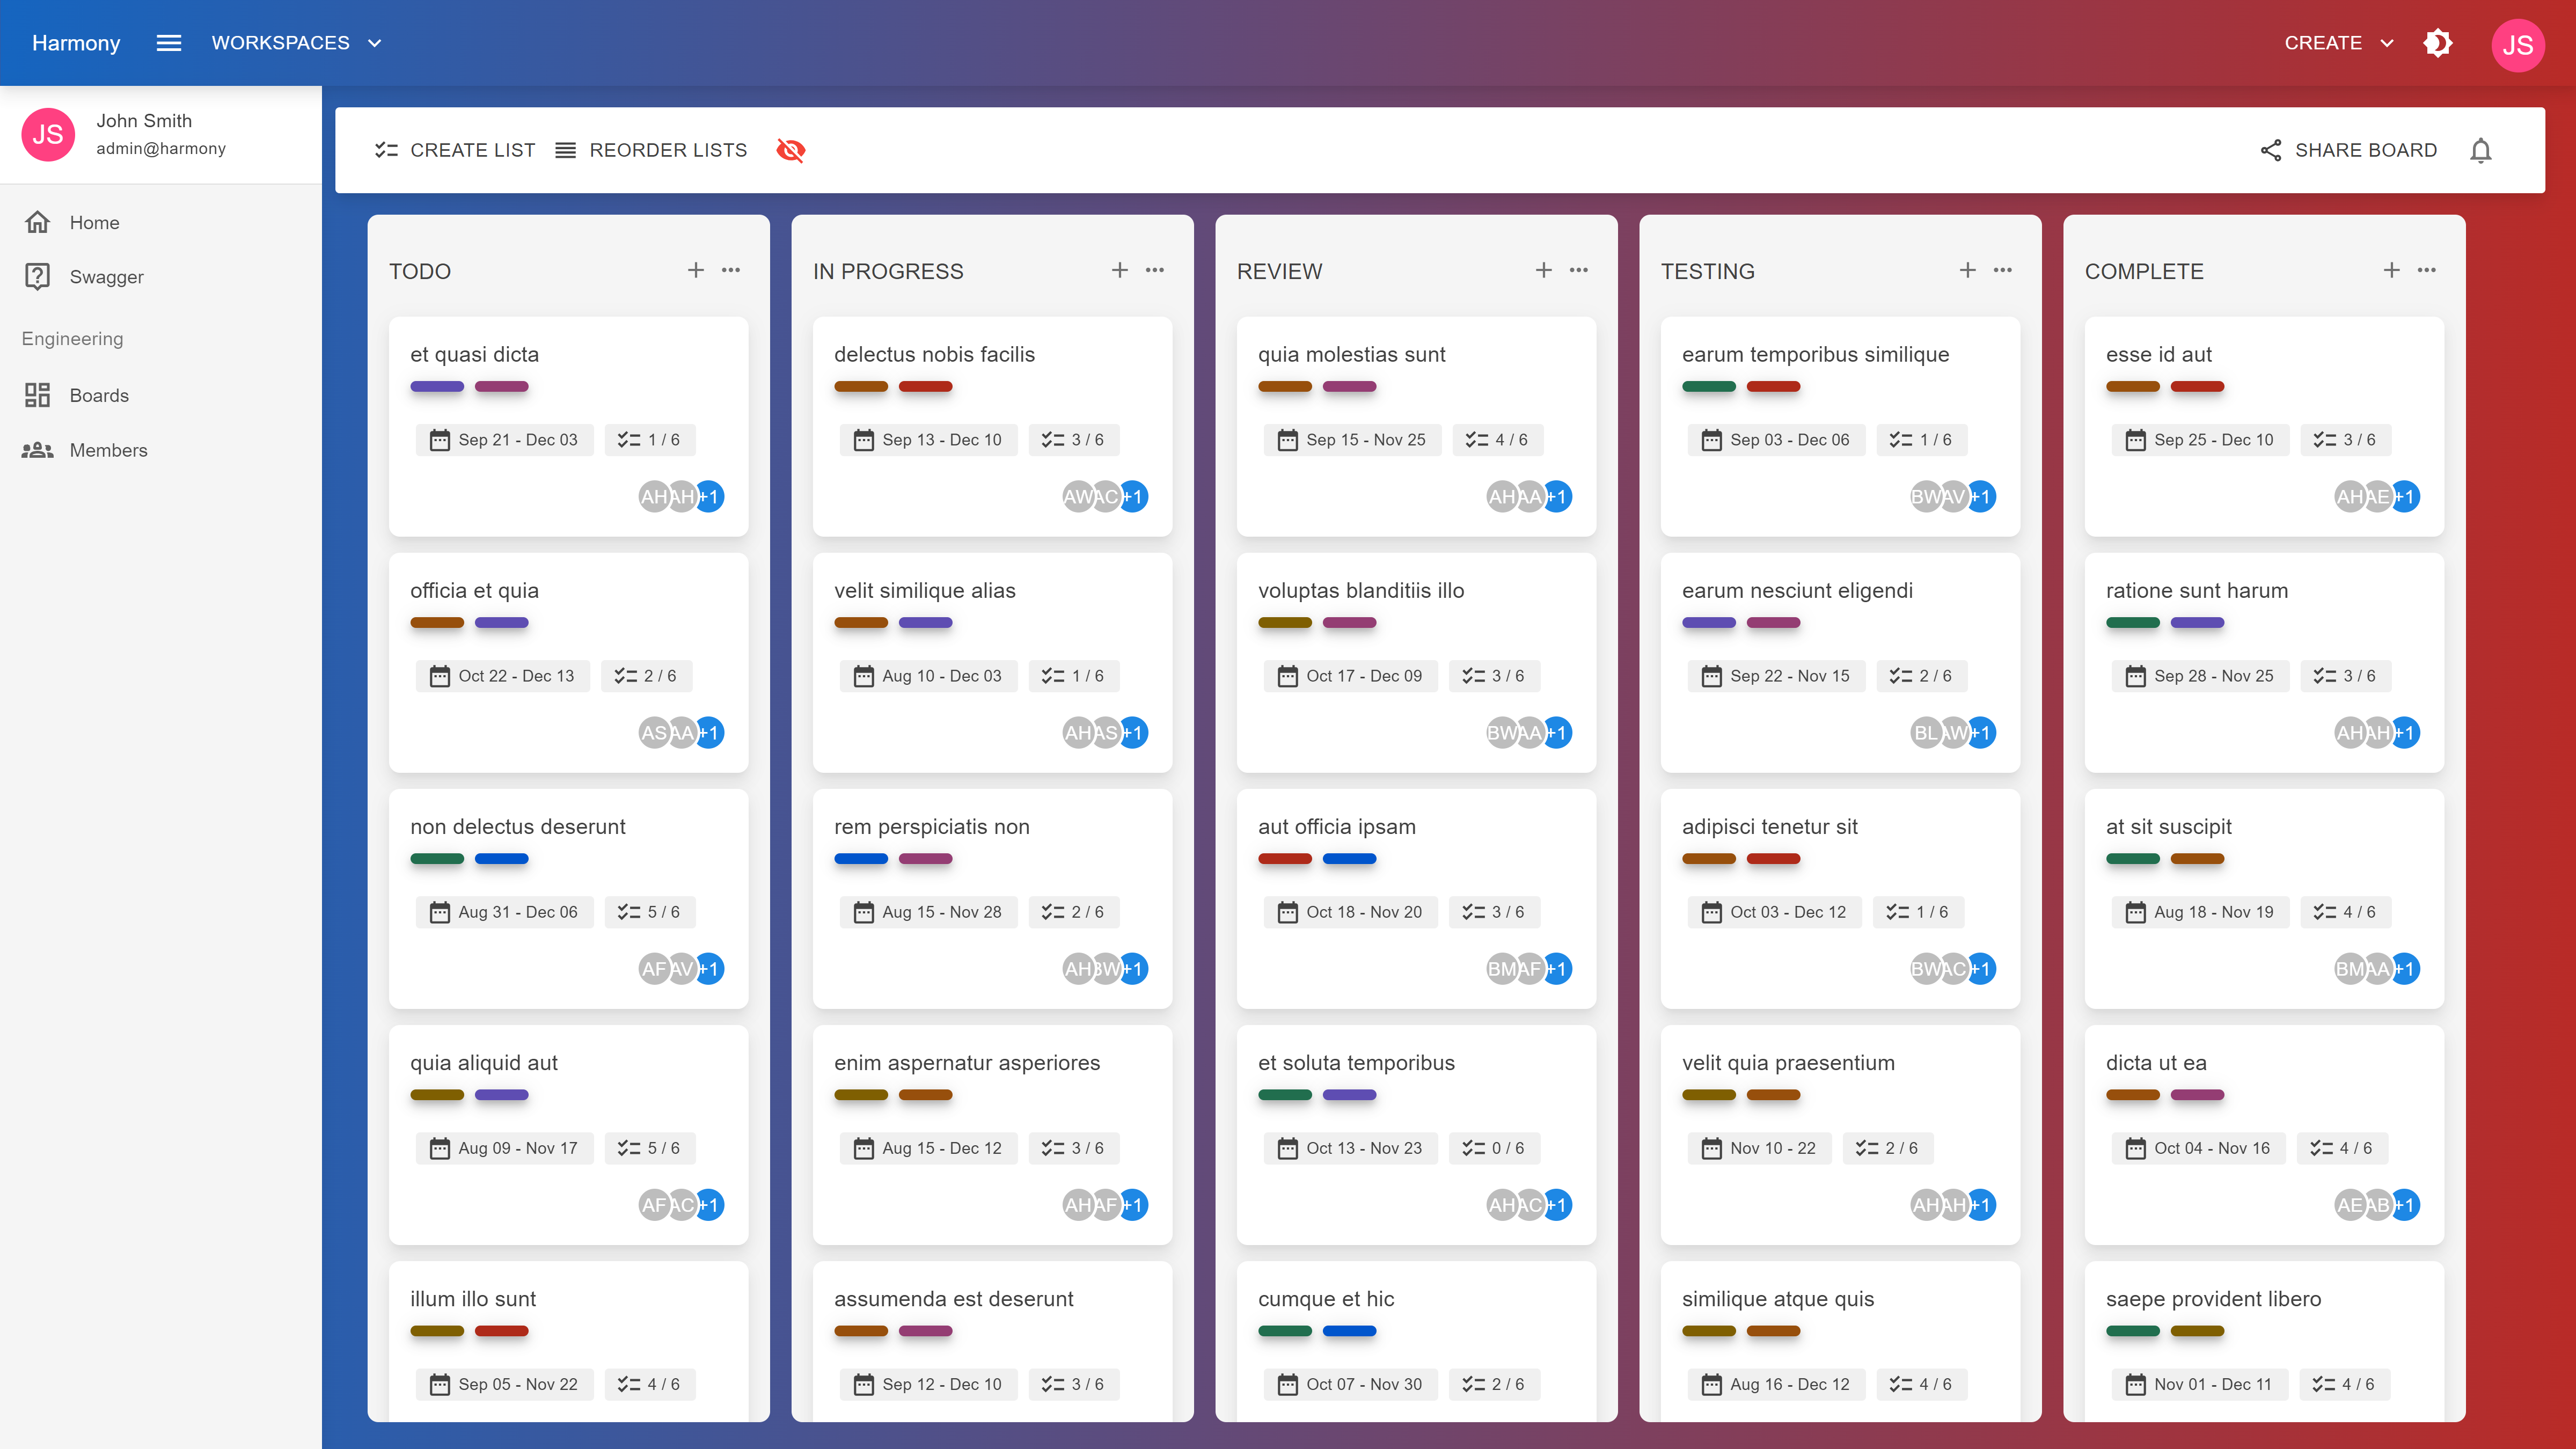 Harmony
WORKSPACES
CREATE
JS
JS
John Smith
admin@harmony
Home
Swagger
Engineering
Boards
Members
CREATE LIST
REORDER LISTS
SHARE BOARD
TODO
et quasi dicta
Sep 21 - Dec 03
1 / 6
AH AH +1
officia et quia
Oct 22 - Dec 13
2 / 6
AS AA +1
non delectus deserunt
Aug 31 - Dec 06
5 / 6
AF AV +1
quia aliquid aut
Aug 09 - Nov 17
5 / 6
AF AC +1
illum illo sunt
Sep 05 - Nov 22
4 / 6
IN PROGRESS
delectus nobis facilis
Sep 13 - Dec 10
3 / 6
AW AC +1
velit similique alias
Aug 10 - Dec 03
1 / 6
AH AS +1
rem perspiciatis non
Aug 15 - Nov 28
2 / 6
AH BW +1
enim aspernatur asperiores
Aug 15 - Dec 12
3 / 6
AH AF +1
assumenda est deserunt
Sep 12 - Dec 10
3 / 6
REVIEW
quia molestias sunt
Sep 15 - Nov 25
4 / 6
AH AA +1
voluptas blanditiis illo
Oct 17 - Dec 09
3 / 6
BW AA +1
aut officia ipsam
Oct 18 - Nov 20
3 / 6
BM AF +1
et soluta temporibus
Oct 13 - Nov 23
0 / 6
AH AC +1
cumque et hic
Oct 07 - Nov 30
2 / 6
TESTING
earum temporibus similique
Sep 03 - Dec 06
1 / 6
BW AV +1
earum nesciunt eligendi
Sep 22 - Nov 15
2 / 6
BL AW +1
adipisci tenetur sit
Oct 03 - Dec 12
1 / 6
BW AC +1
velit quia praesentium
Nov 10 - 22
2 / 6
AH AH +1
similique atque quis
Aug 16 - Dec 12
4 / 6
COMPLETE
esse id aut
Sep 25 - Dec 10
3 / 6
AH AE +1
ratione sunt harum
Sep 28 - Nov 25
3 / 6
AH AH +1
at sit suscipit
Aug 18 - Nov 19
4 / 6
BM AA +1
dicta ut ea
Oct 04 - Nov 16
4 / 6
AE AB +1
saepe provident libero
Nov 01 - Dec 11
4 / 6